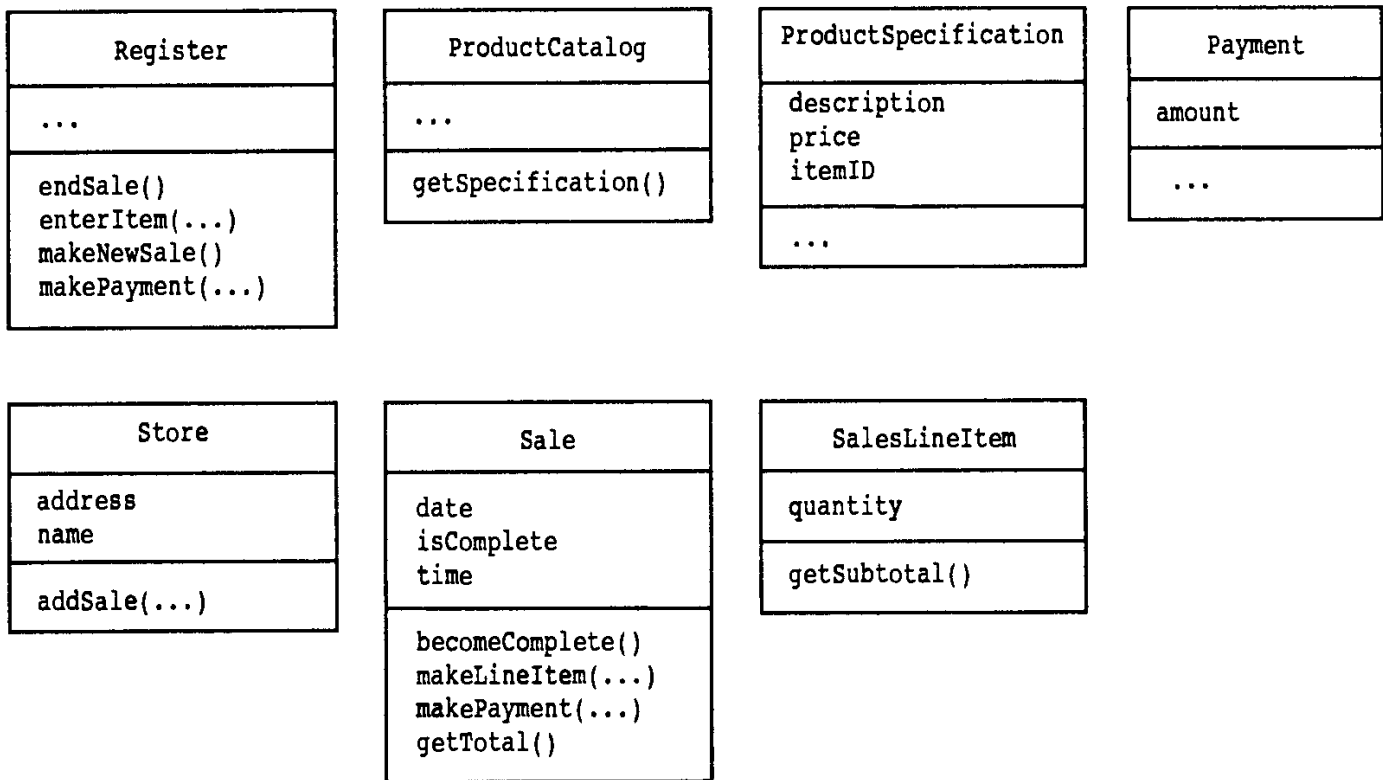 Register
...
endSale()
enterItem(...)
makeNewSale()
makePayment(...)
ProductCatalog
...
getSpecification()
ProductSpecification
description
price
itemID
...
Payment
amount
...
Store
address
name
addSale(...)
Sale
date
isComplete
time
becomeComplete()
makeLineItem(...)
makePayment(...)
getTotal()
SalesLineItem
quantity
getSubtotal()